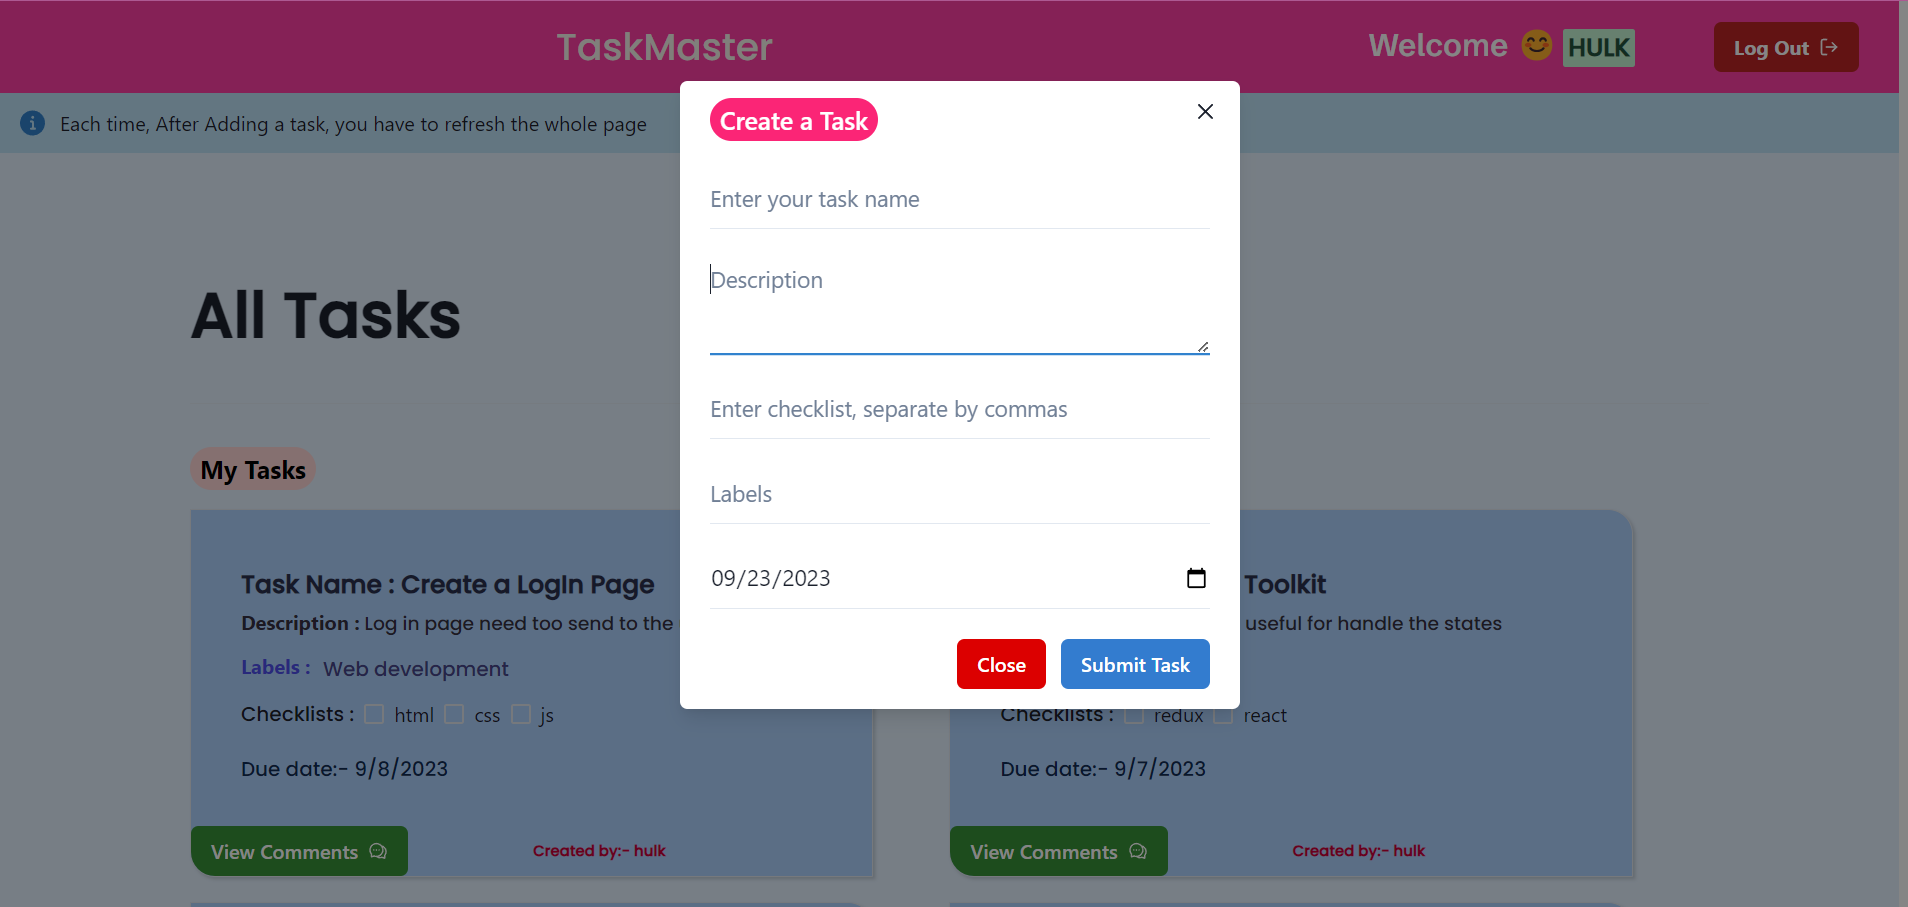 TaskMaster
Welcome 😊 HULK
Log Out
Each time, After Adding a task, you have to refresh the whole page
Create a Task
Enter your task name
Description
Enter checklist, separate by commas
Labels
09/23/2023
Close
Submit Task
All Tasks
My Tasks
Task Name : Create a LogIn Page
Description : Log in page need too send to the
Labels : Web development
Checklists : html css js
Due date:- 9/8/2023
View Comments
Created by:- hulk
Toolkit
useful for handle the states
Checklists : redux react
Due date:- 9/7/2023
View Comments
Created by:- hulk